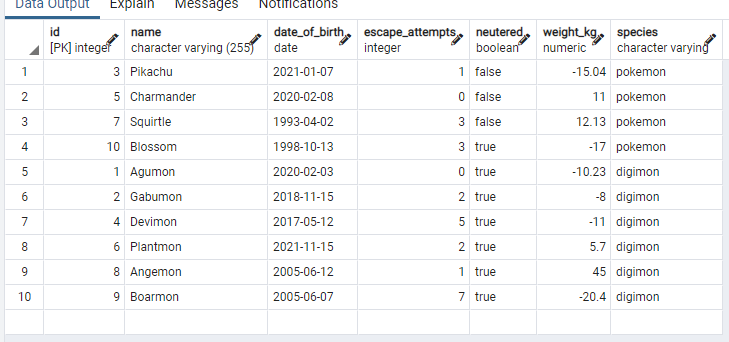 Data Output Explain Messages Notifications
id name date_of_birth escape_attempts neutered weight_kg species
[PK] integer character varying (255) date integer boolean numeric character varying
1 3 Pikachu 2021-01-07 1 false -15.04 pokemon
2 5 Charmander 2020-02-08 0 false 11 pokemon
3 7 Squirtle 1993-04-02 3 false 12.13 pokemon
4 10 Blossom 1998-10-13 3 true -17 pokemon
5 1 Agumon 2020-02-03 0 true -10.23 digimon
6 2 Gabumon 2018-11-15 2 true -8 digimon
7 4 Devimon 2017-05-12 5 true -11 digimon
8 6 Plantmon 2021-11-15 2 true 5.7 digimon
9 8 Angemon 2005-06-12 1 true 45 digimon
10 9 Boarmon 2005-06-07 7 true -20.4 digimon